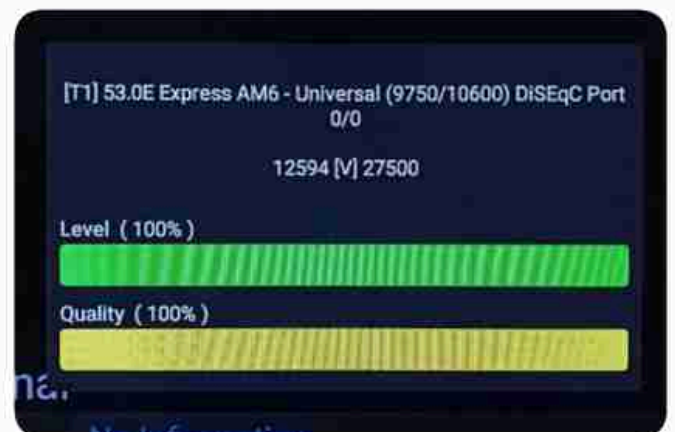 [T1] 53.0E Express AM6 - Universal (9750/10600) DiSEqC Port
0/0
12594 [V] 27500
Level ( 100% )
Quality ( 100% )